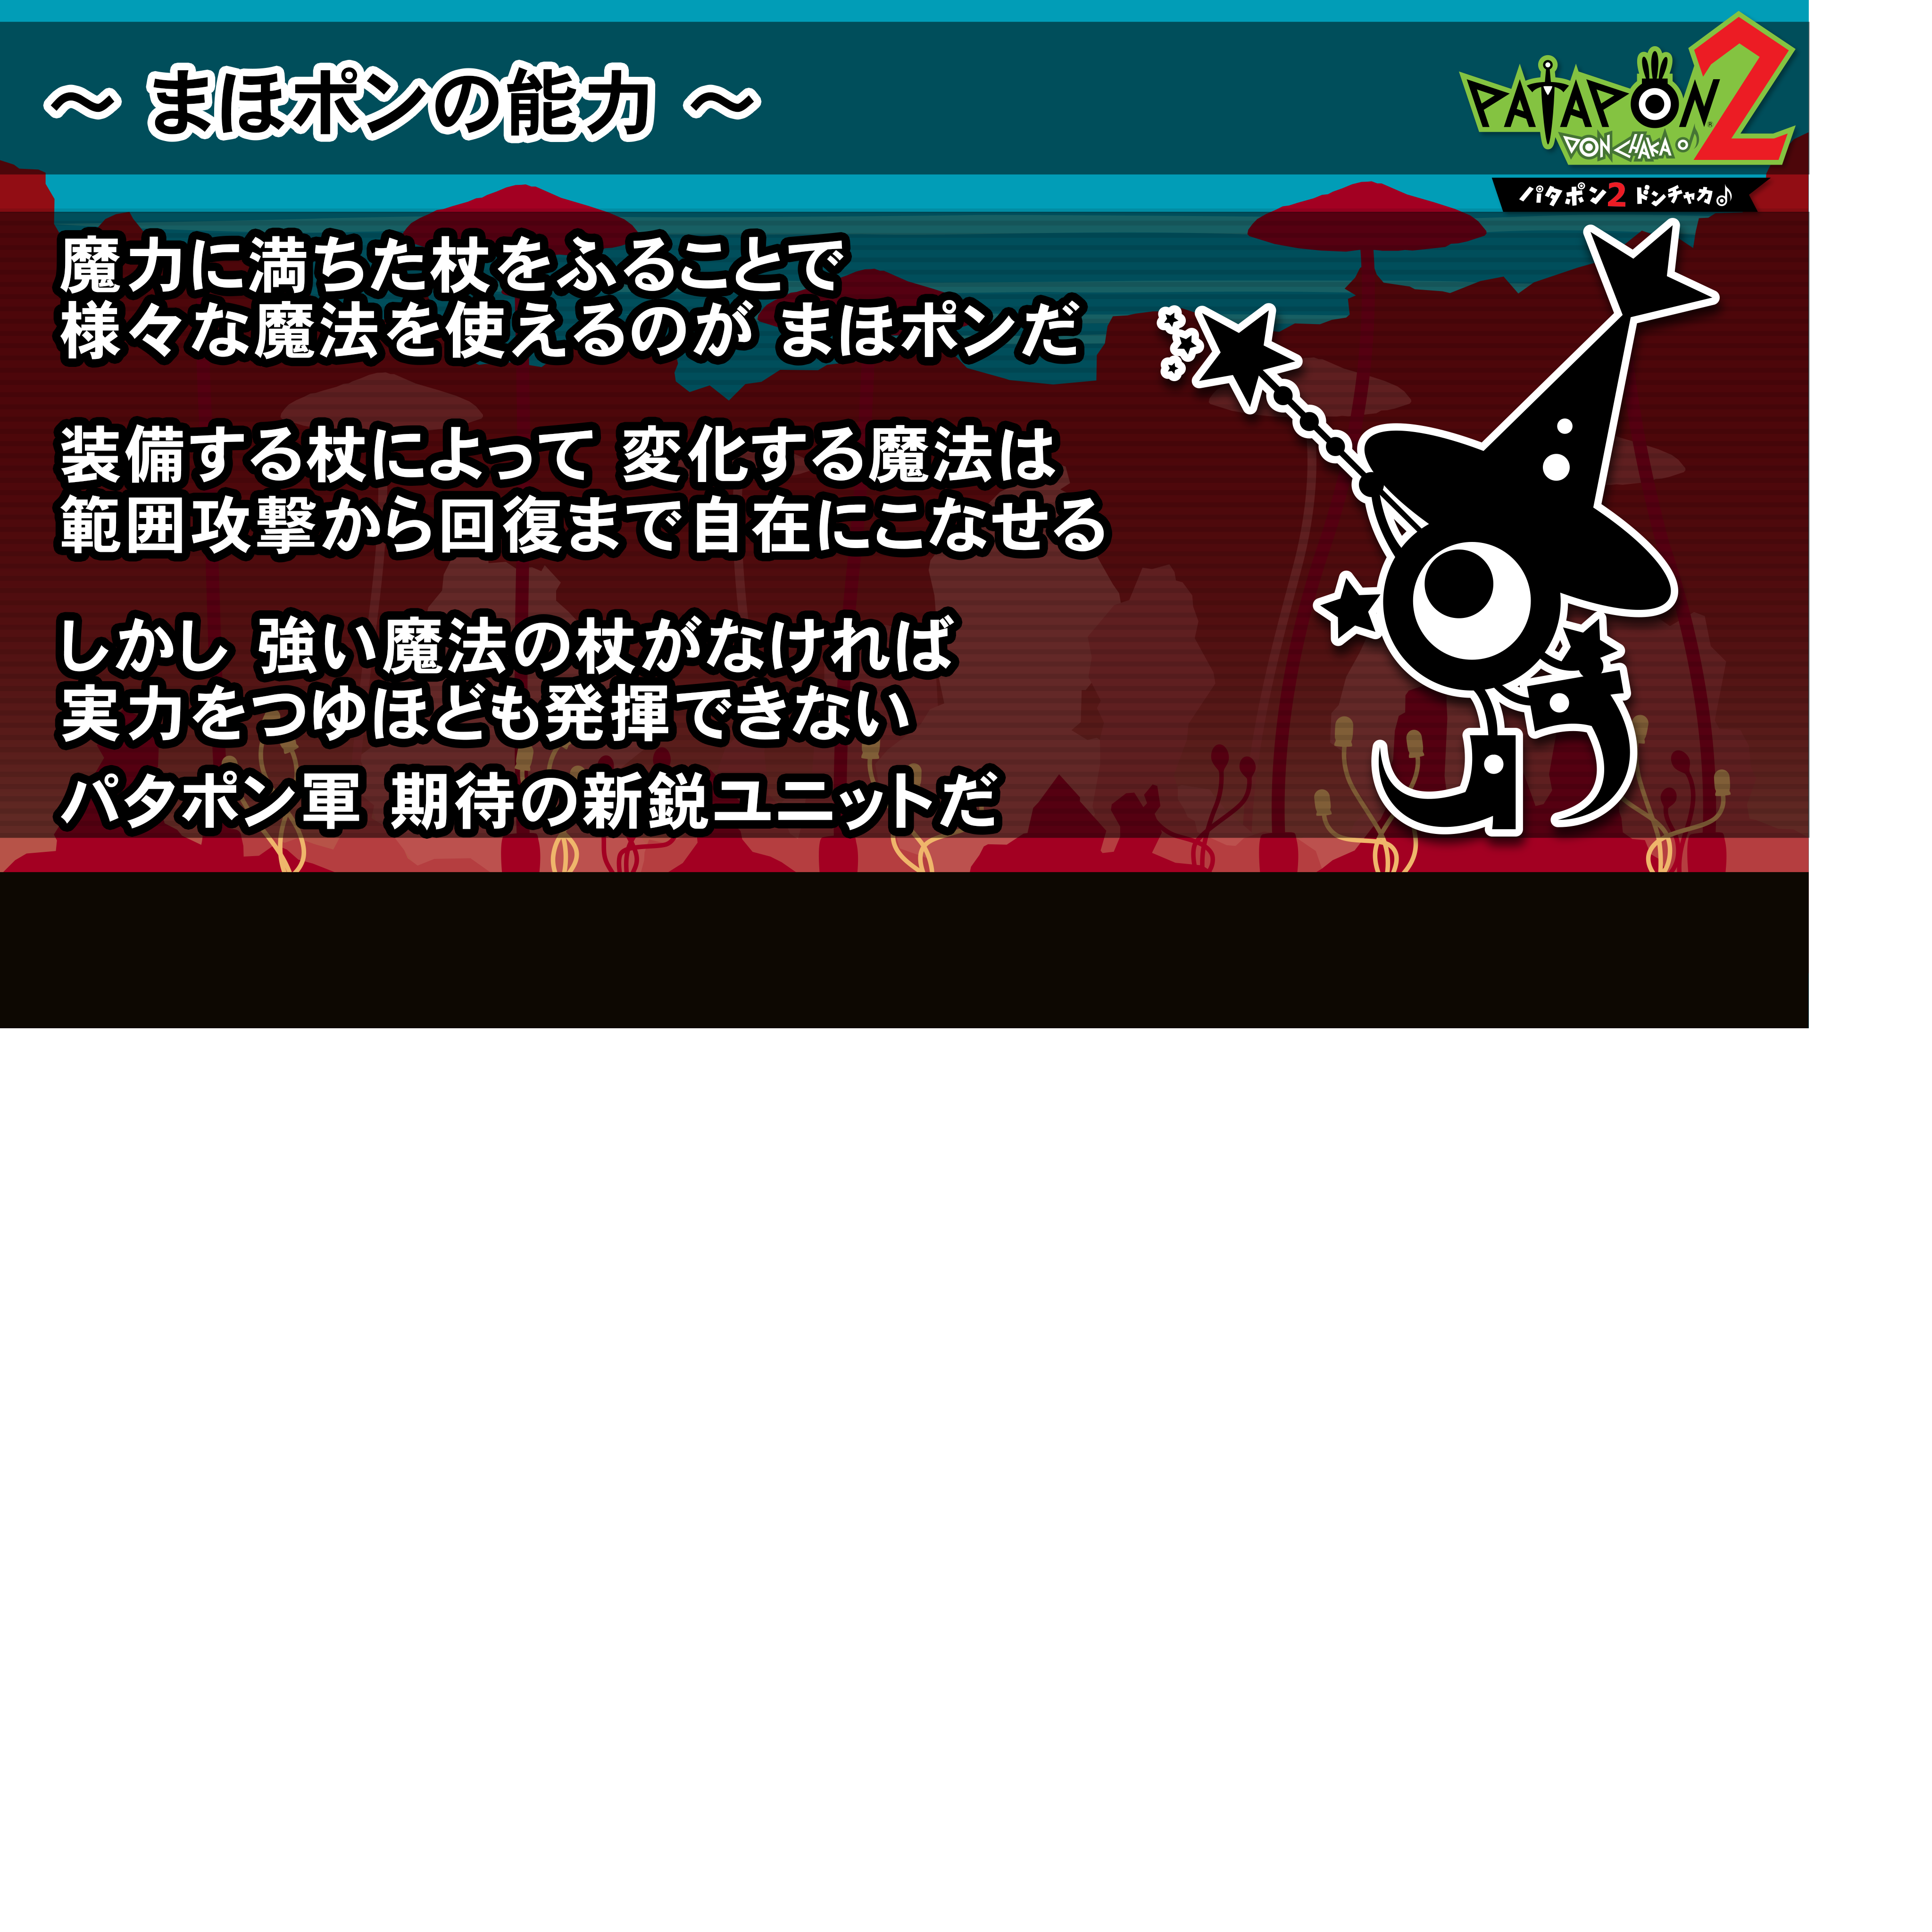 ～ まほポンの能力 ～
PATAPON2
DON CHAKA♪
パタポン2 ドンチャカ♪
魔力に満ちた杖をふることで
様々な魔法を使えるのが まほポンだ
装備する杖によって 変化する魔法は
範囲攻撃から回復まで自在にこなせる
しかし 強い魔法の杖がなければ
実力をつゆほども発揮できない
パタポン軍 期待の新鋭ユニットだ